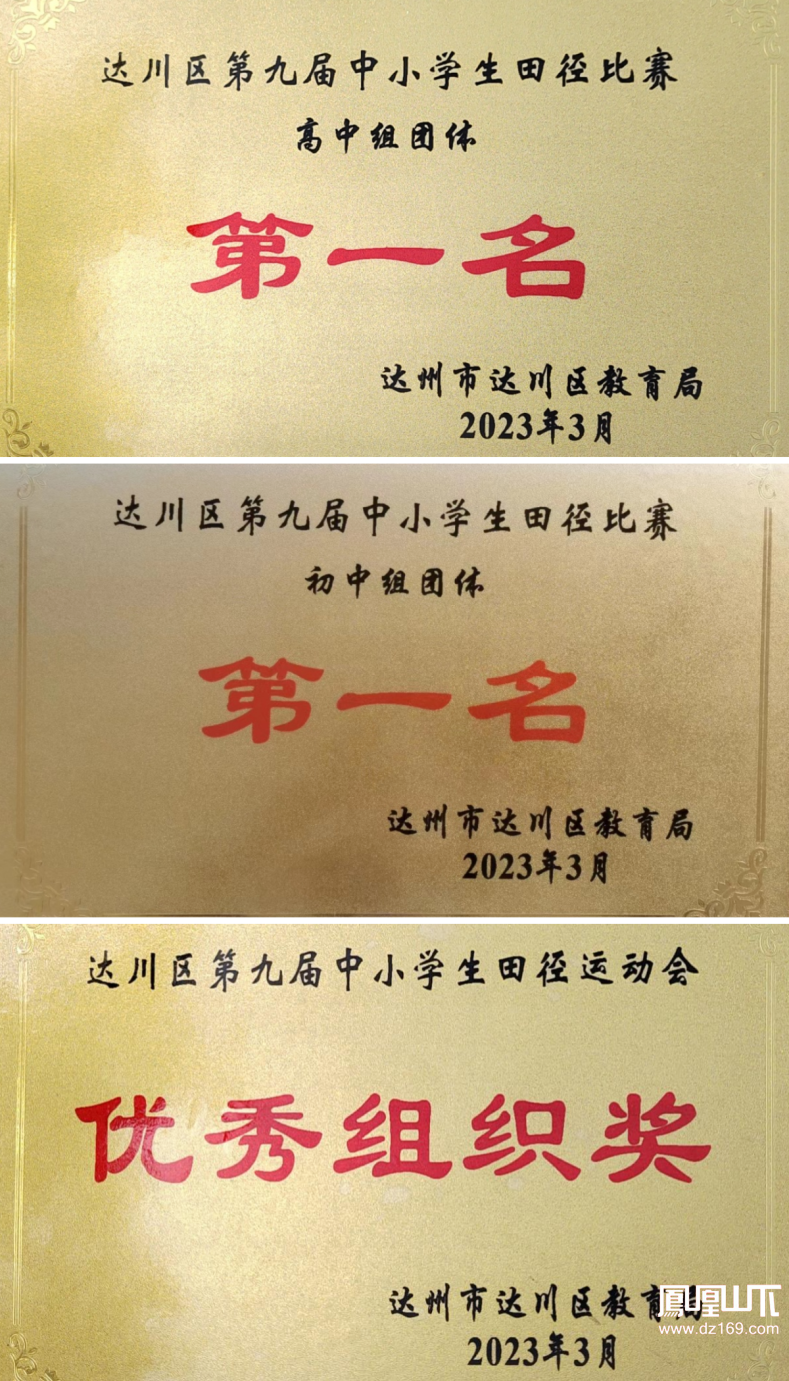 达川区第九届中小学生田径比赛
高中组团体
第一名
达州市达川区教育局
2023年3月
达川区第九届中小学生田径比赛
初中组团体
第一名
达州市达川区教育局
2023年3月
达川区第九届中小学生田径运动会
优秀组织奖
达州市达川区教育局
鳳凰山下
www.dz169.com
2023年3月